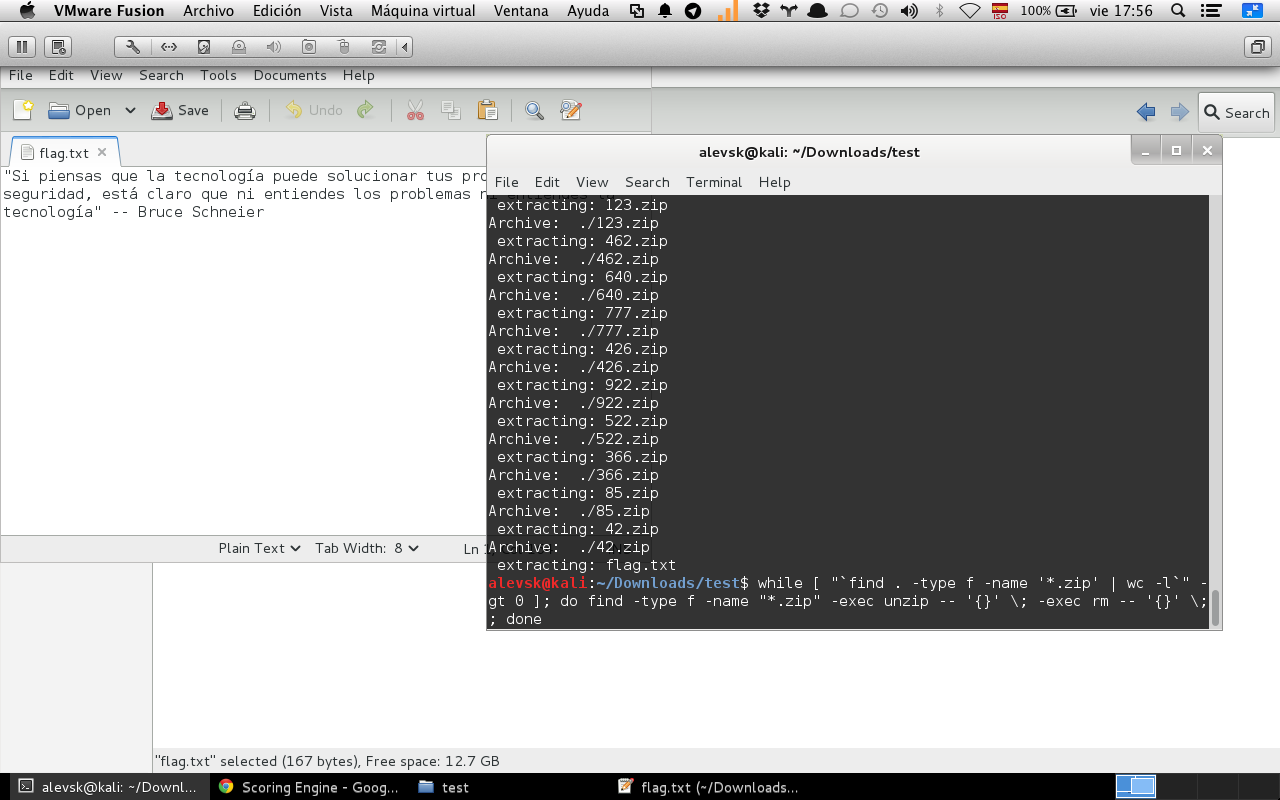 VMware Fusion Archivo Edición Vista Máquina virtual Ventana Ayuda ISO 100% vie 17:56
File Edit View Search Tools Documents Help
Open Save Undo Search
flag.txt
"Si piensas que la tecnología puede solucionar tus pro
seguridad, está claro que ni entiendes los problemas ni entiendes la
tecnología" -- Bruce Schneier
Plain Text Tab Width: 8 Ln 1
alevsk@kali: ~/Downloads/test
File Edit View Search Terminal Help
extracting: 123.zip
Archive: ./123.zip
extracting: 462.zip
Archive: ./462.zip
extracting: 640.zip
Archive: ./640.zip
extracting: 777.zip
Archive: ./777.zip
extracting: 426.zip
Archive: ./426.zip
extracting: 922.zip
Archive: ./922.zip
extracting: 522.zip
Archive: ./522.zip
extracting: 366.zip
Archive: ./366.zip
extracting: 85.zip
Archive: ./85.zip
extracting: 42.zip
Archive: ./42.zip
extracting: flag.txt
alevsk@kali:~/Downloads/test$ while [ "`find . -type f -name '*.zip' | wc -l`" -
gt 0 ]; do find -type f -name "*.zip" -exec unzip -- '{}' \; -exec rm -- '{}' \;
; done
"flag.txt" selected (167 bytes), Free space: 12.7 GB
alevsk@kali: ~/Downl... Scoring Engine - Goog... test flag.txt (~/Downloads...